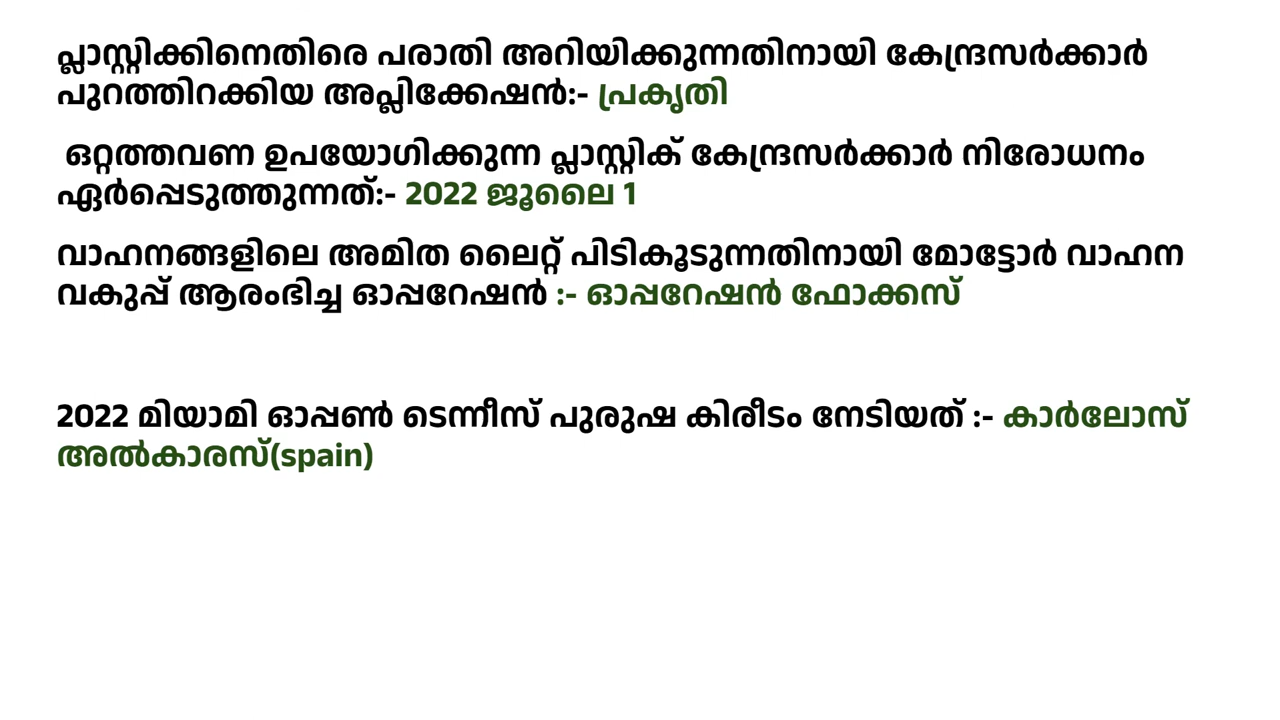 പ്ലാസ്റ്റിക്കിനെതിരെ പരാതി അറിയിക്കുന്നതിനായി കേന്ദ്രസർക്കാർ
പുറത്തിറക്കിയ അപ്ലിക്കേഷൻ:- പ്രകൃതി
ഒറ്റത്തവണ ഉപയോഗിക്കുന്ന പ്ലാസ്റ്റിക് കേന്ദ്രസർക്കാർ നിരോധനം
ഏർപ്പെടുത്തുന്നത്:- 2022 ജൂലൈ 1
വാഹനങ്ങളിലെ അമിത ലൈറ്റ് പിടികൂടുന്നതിനായി മോട്ടോർ വാഹന
വകുപ്പ് ആരംഭിച്ച ഓപ്പറേഷൻ :- ഓപ്പറേഷൻ ഫോക്കസ്
2022 മിയാമി ഓപ്പൺ ടെന്നീസ് പുരുഷ കിരീടം നേടിയത് :- കാർലോസ്
അൽകാരസ്(spain)